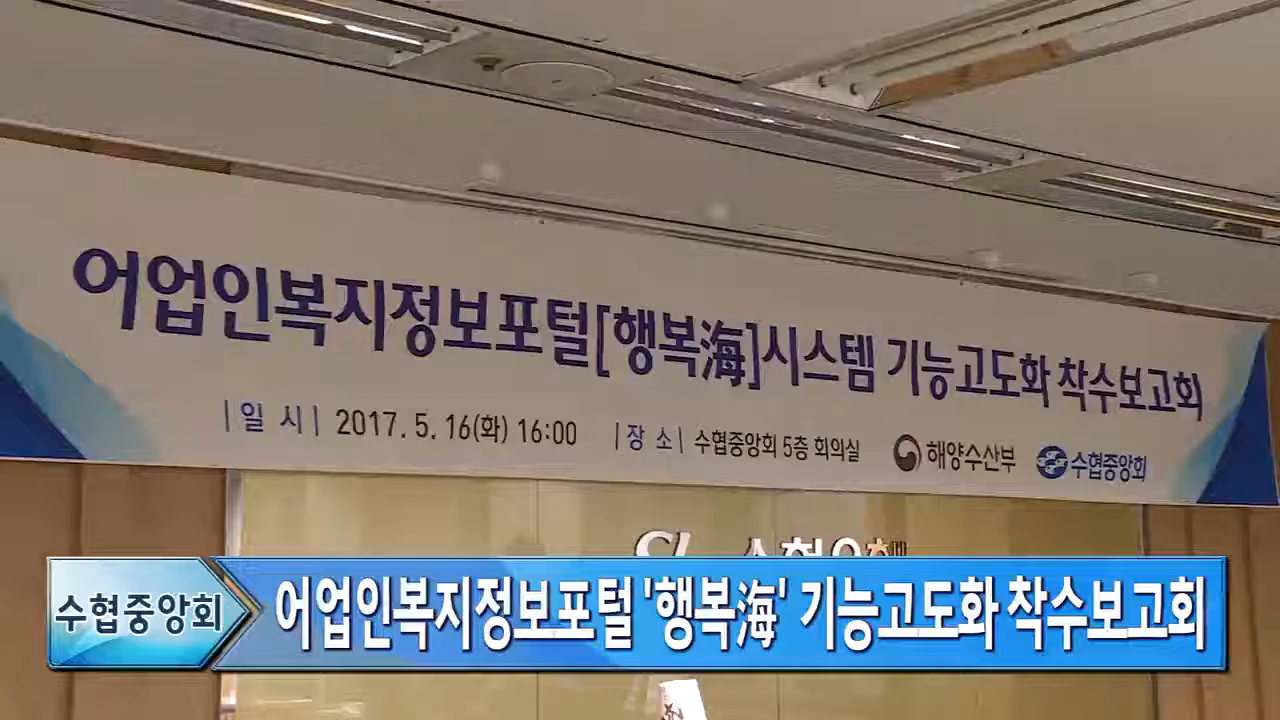 어업인복지정보포털[행복海]시스템 기능고도화 착수보고회
|일 시| 2017. 5. 16(화) 16:00 |장 소| 수협중앙회 5층 회의실 해양수산부 수협중앙회
수협중앙회 어업인복지정보포털 '행복海' 기능고도화 착수보고회